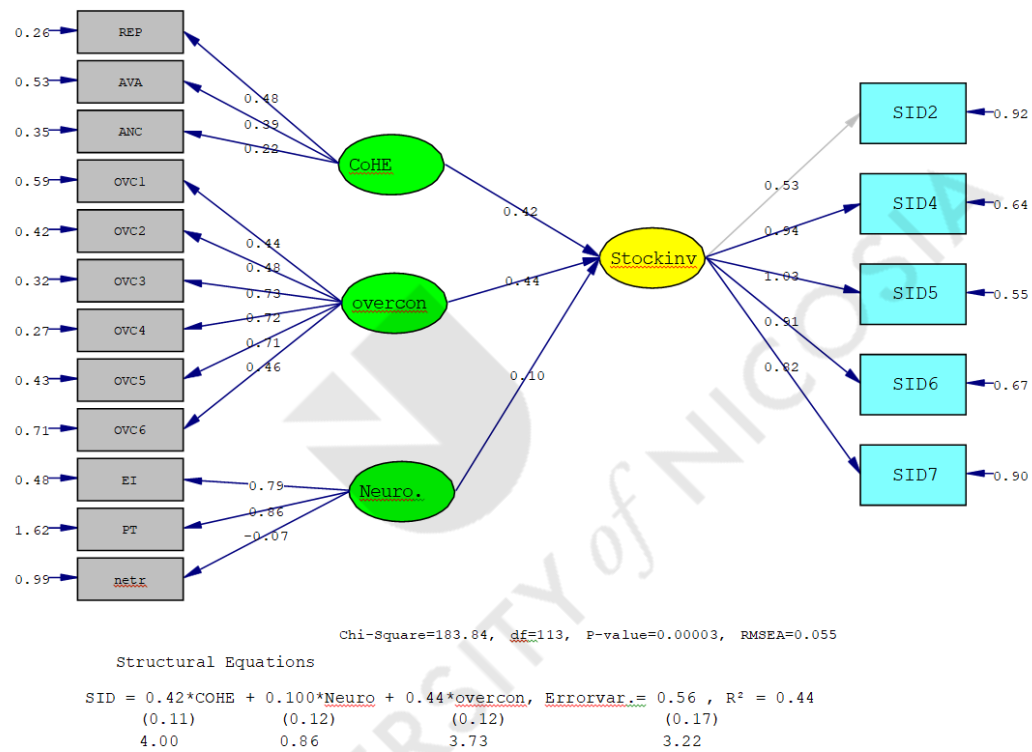 0.26
REP
0.53
AVA
0.35
ANC
0.59
OVC1
0.42
OVC2
0.32
OVC3
0.27
OVC4
0.43
OVC5
0.71
OVC6
0.48
EI
1.62
PT
0.99
netr
0.48
0.39
0.22
0.44
0.48
0.73
0.72
0.71
0.46
0.79
0.86
-0.07
CoHE
overcon
Neuro.
0.42
0.44
0.10
Stockinv
0.53
0.94
1.03
0.91
0.82
SID2
0.92
SID4
0.64
SID5
0.55
SID6
0.67
SID7
0.90
Chi-Square=183.84, df=113, P-value=0.00003, RMSEA=0.055
Structural Equations
SID = 0.42*COHE + 0.100*Neuro + 0.44*overcon, Errorvar.= 0.56 , R² = 0.44
(0.11) (0.12) (0.12) (0.17)
4.00 0.86 3.73 3.22
UNIVERSITY of NICOSIA